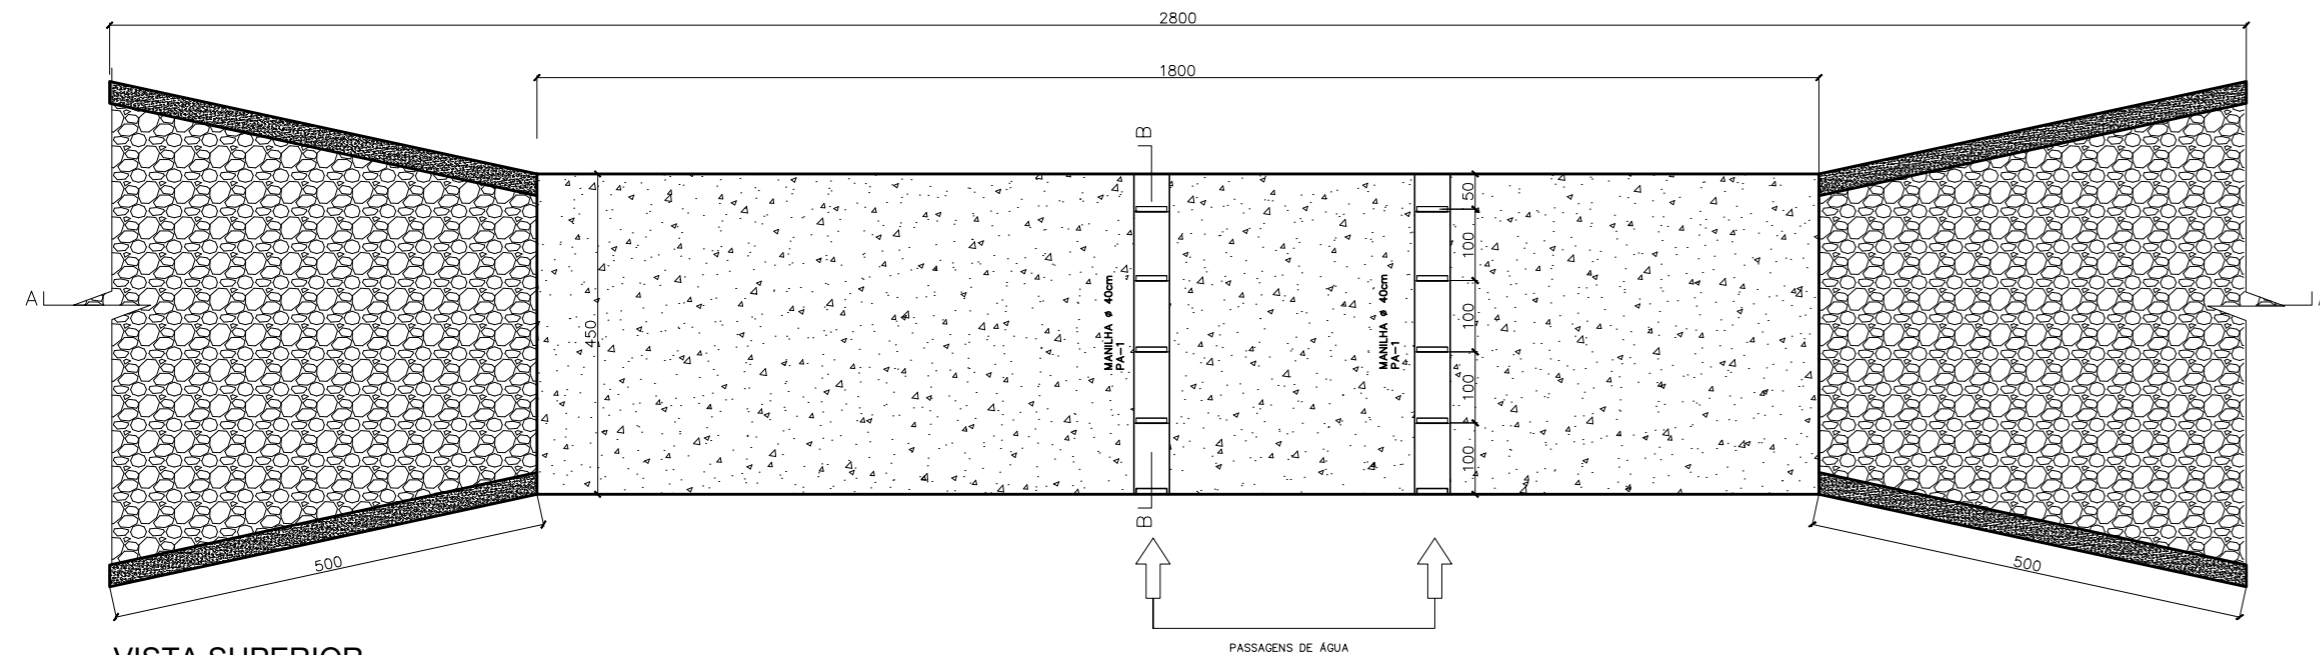 2800
1800
B
50
100
A
MANILHA ø 40cm
PA-1
MANILHA ø 40cm
PA-1
100
450
100
100
B
500
500
PASSAGENS DE ÁGUA
VISTA SUPERIOR